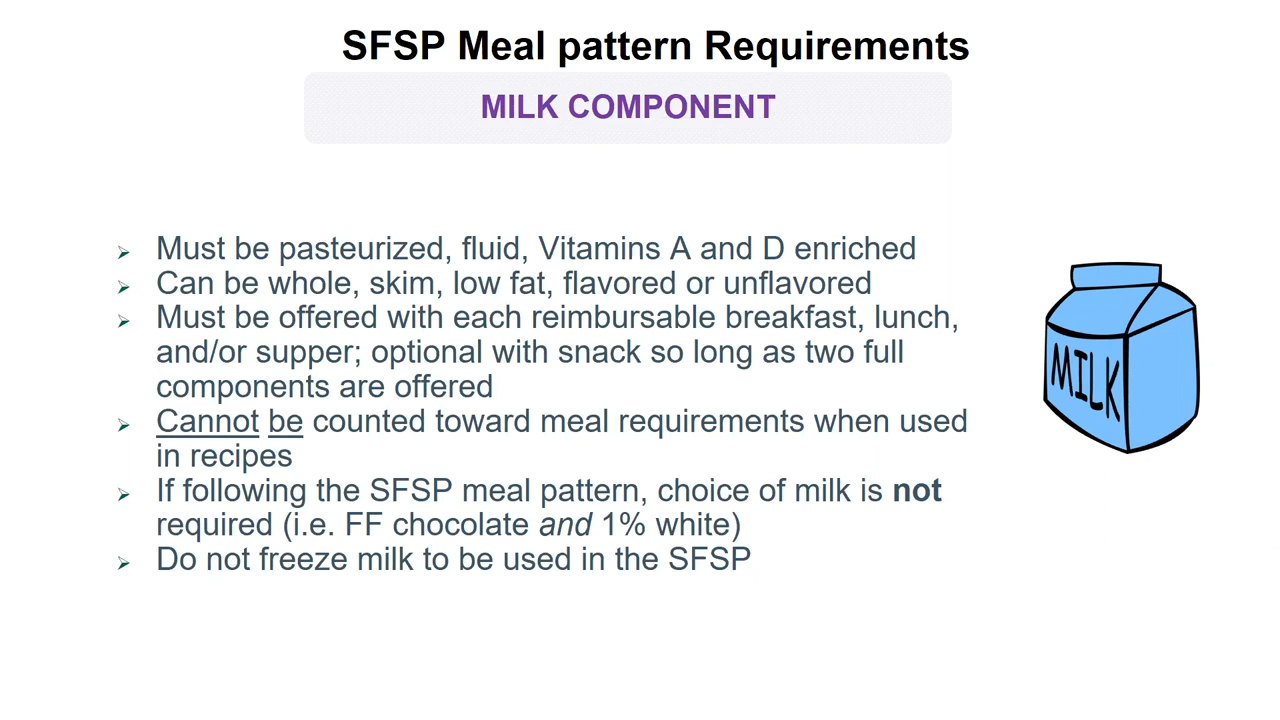 SFSP Meal pattern Requirements
MILK COMPONENT
Must be pasteurized, fluid, Vitamins A and D enriched
Can be whole, skim, low fat, flavored or unflavored
Must be offered with each reimbursable breakfast, lunch,
and/or supper; optional with snack so long as two full
components are offered
Cannot be counted toward meal requirements when used
in recipes
If following the SFSP meal pattern, choice of milk is not
required (i.e. FF chocolate and 1% white)
Do not freeze milk to be used in the SFSP
MILK